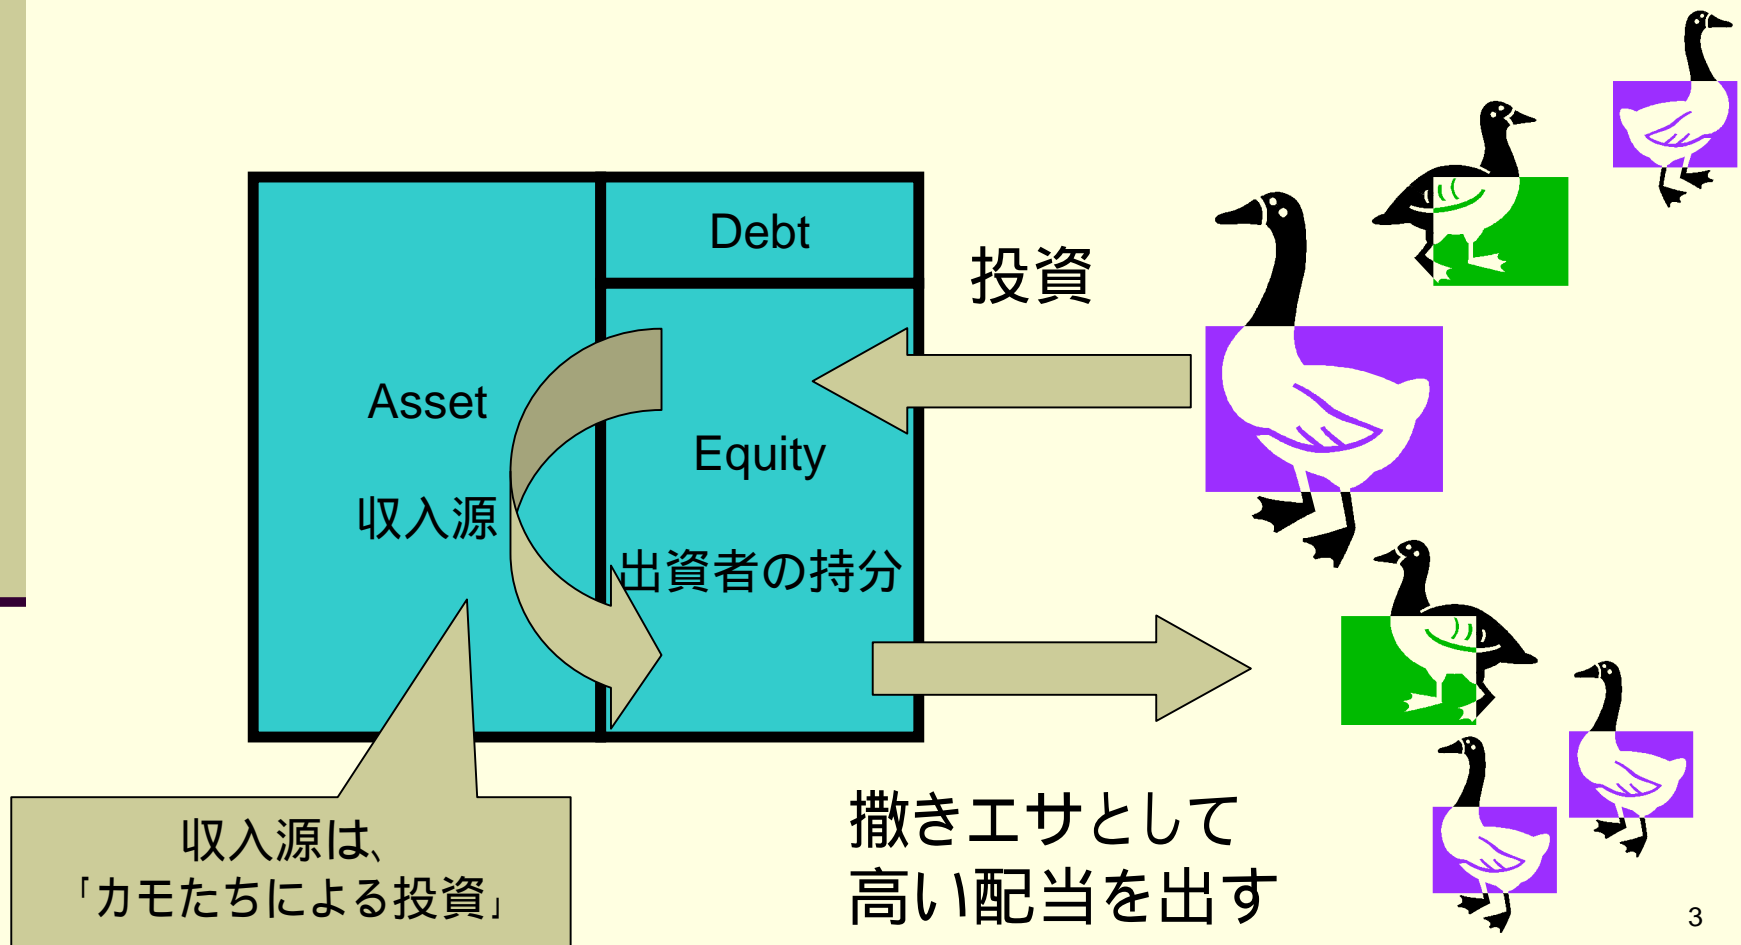 Debt
投資
Asset
Equity
収入源
出資者の持分
収入源は、
「カモたちによる投資」
撒きエサとして
高い配当を出す
3